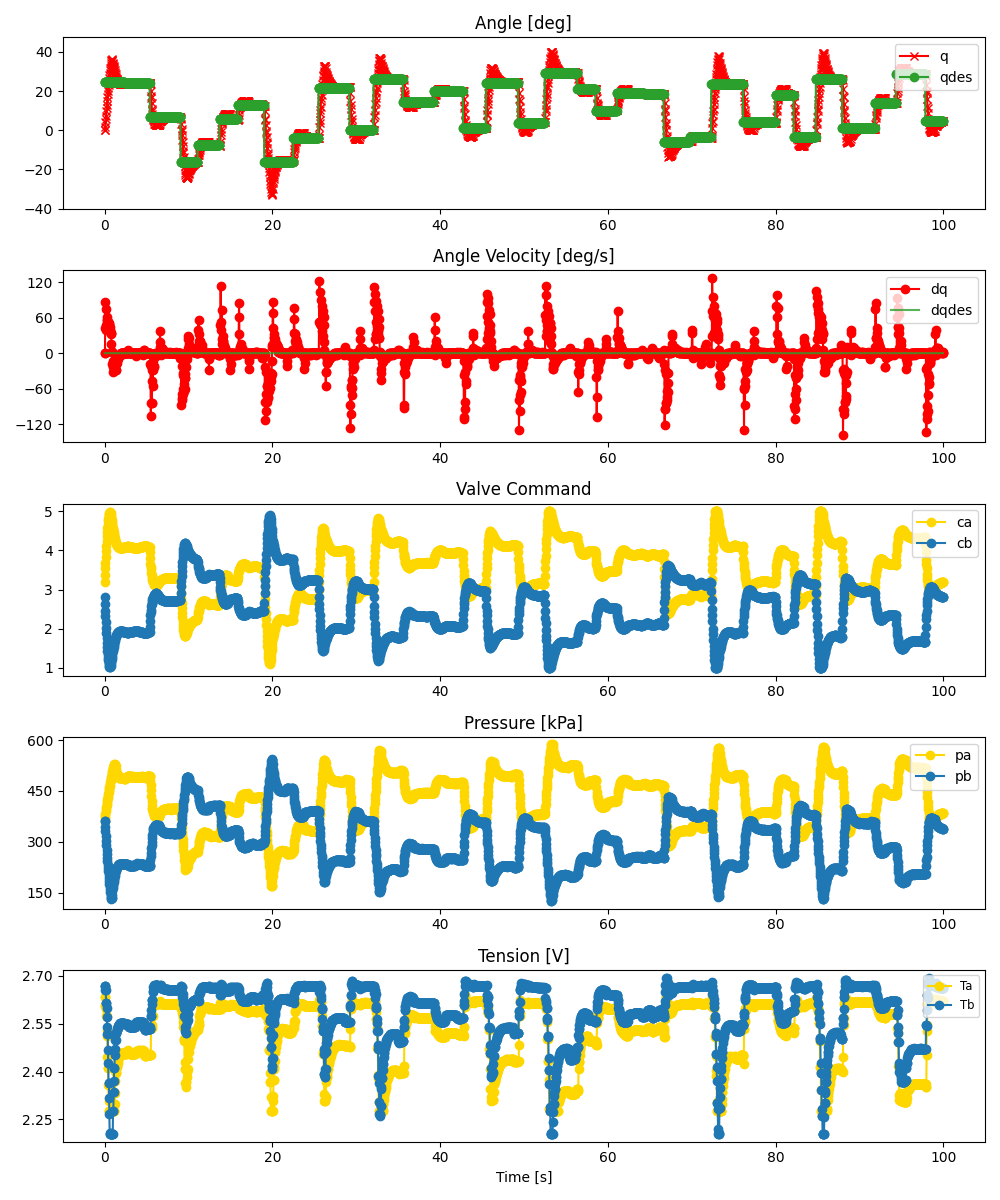 Angle [deg]
40
20
0
−20
−40
q
qdes
0 20 40 60 80 100
Angle Velocity [deg/s]
120
60
0
−60
−120
dq
dqdes
0 20 40 60 80 100
Valve Command
5
4
3
2
1
ca
cb
0 20 40 60 80 100
Pressure [kPa]
600
450
300
150
pa
pb
0 20 40 60 80 100
Tension [V]
2.70
2.55
2.40
2.25
Ta
Tb
0 20 40 60 80 100
Time [s]